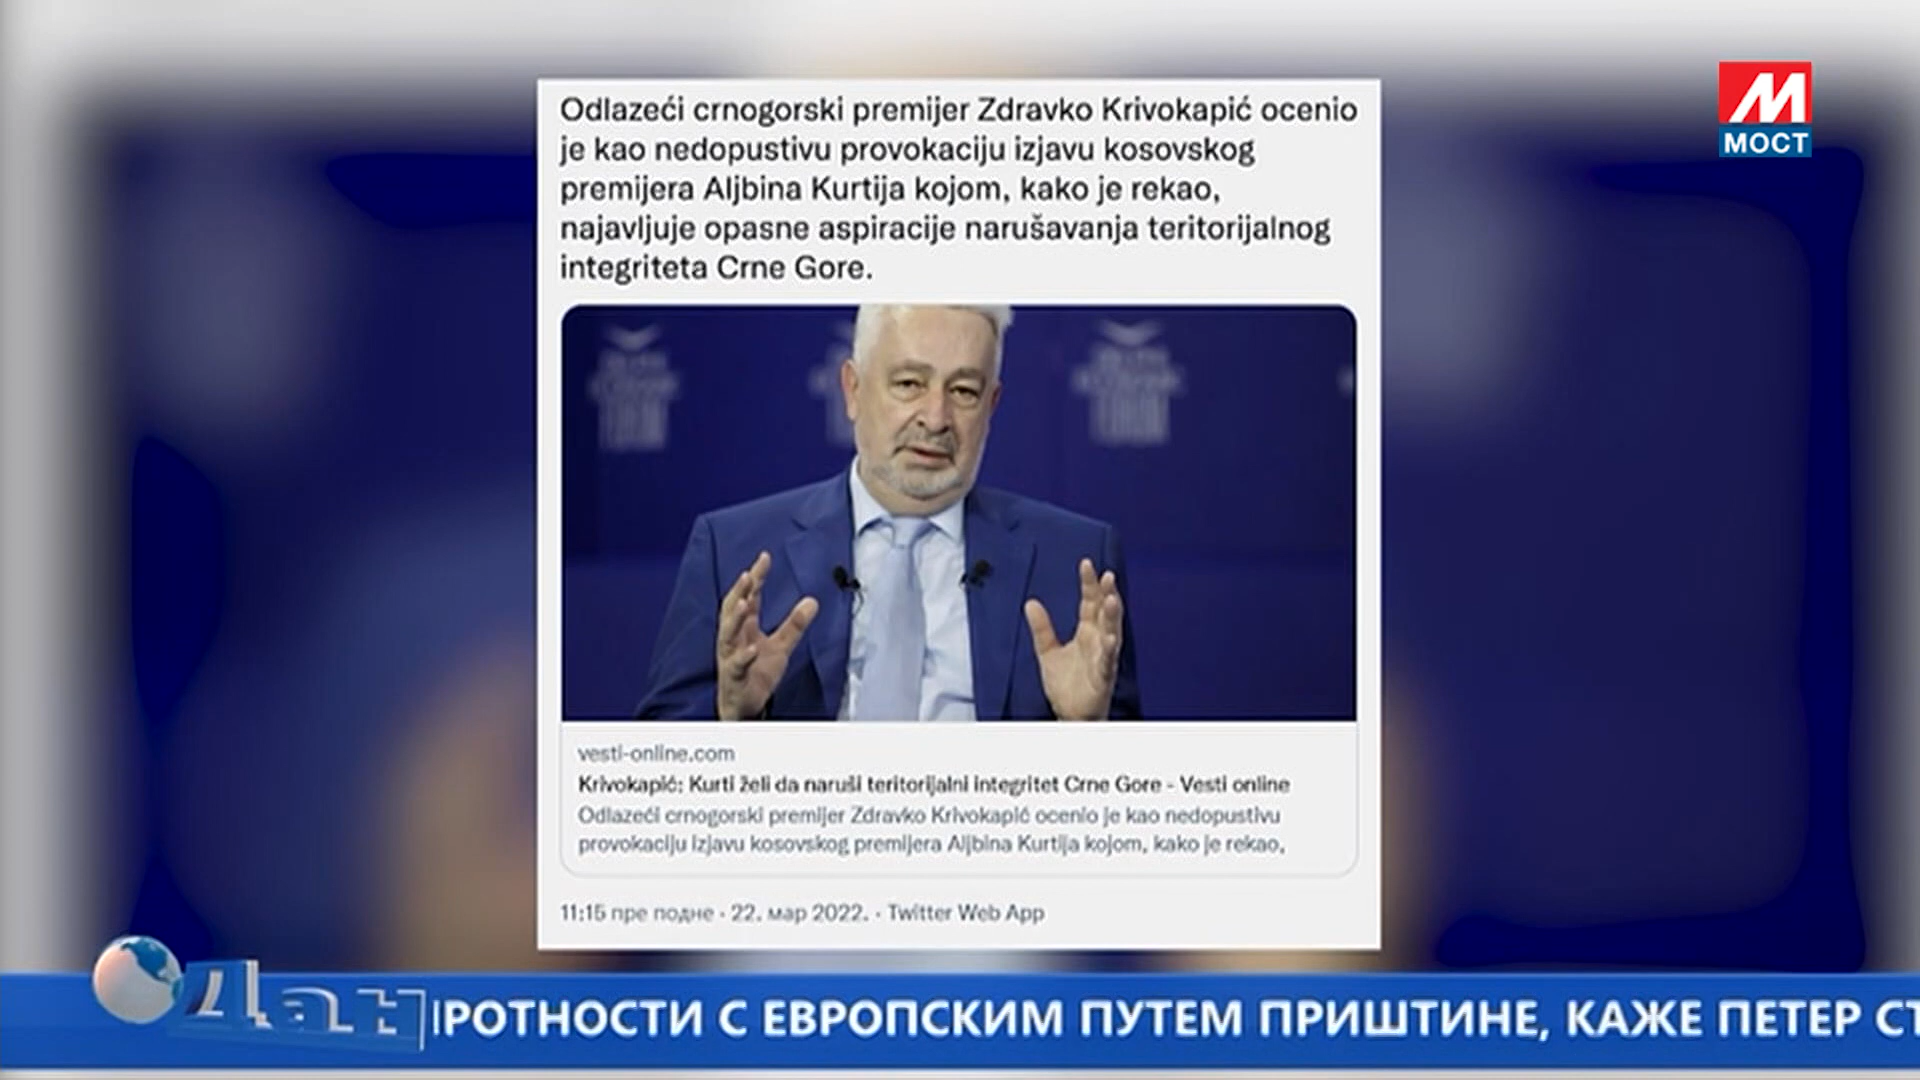 Odlazeći crnogorski premijer Zdravko Krivokapić ocenio
je kao nedopustivu provokaciju izjavu kosovskog
premijera Aljbina Kurtija kojom, kako je rekao,
najavljuje opasne aspiracije narušavanja teritorijalnog
integriteta Crne Gore.
М
МОСТ
vesti-online.com
Krivokapić: Kurti želi da naruši teritorijalni integritet Crne Gore - Vesti online
Odlazeći crnogorski premijer Zdravko Krivokapić ocenio je kao nedopustivu
provokaciju izjavu kosovskog premijera Aljbina Kurtija kojom, kako je rekao,
11:15 пре подне · 22. мар 2022. · Twitter Web App
Дан
РОТНОСТИ С ЕВРОПСКИМ ПУТЕМ ПРИШТИНЕ, КАЖЕ ПЕТЕР СТ